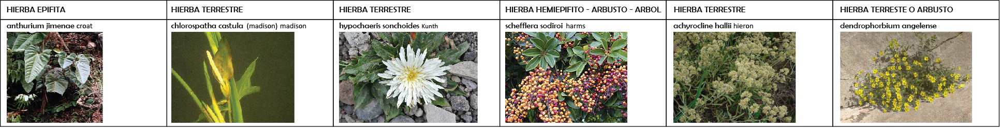 HIERBA EPIFITA
anthurium jimenae croat
HIERBA TERRESTRE
chlorospatha castula (madison) madison
HIERBA TERRESTRE
hypochaeris sonchoides Kunth
HIERBA HEMIEPIFITO - ARBUSTO - ARBOL
schefflera sodiroi harms
HIERBA TERRESTRE
achyrocline hallii hieron
HIERBA TERRESTE O ARBUSTO
dendrophorbium angelense